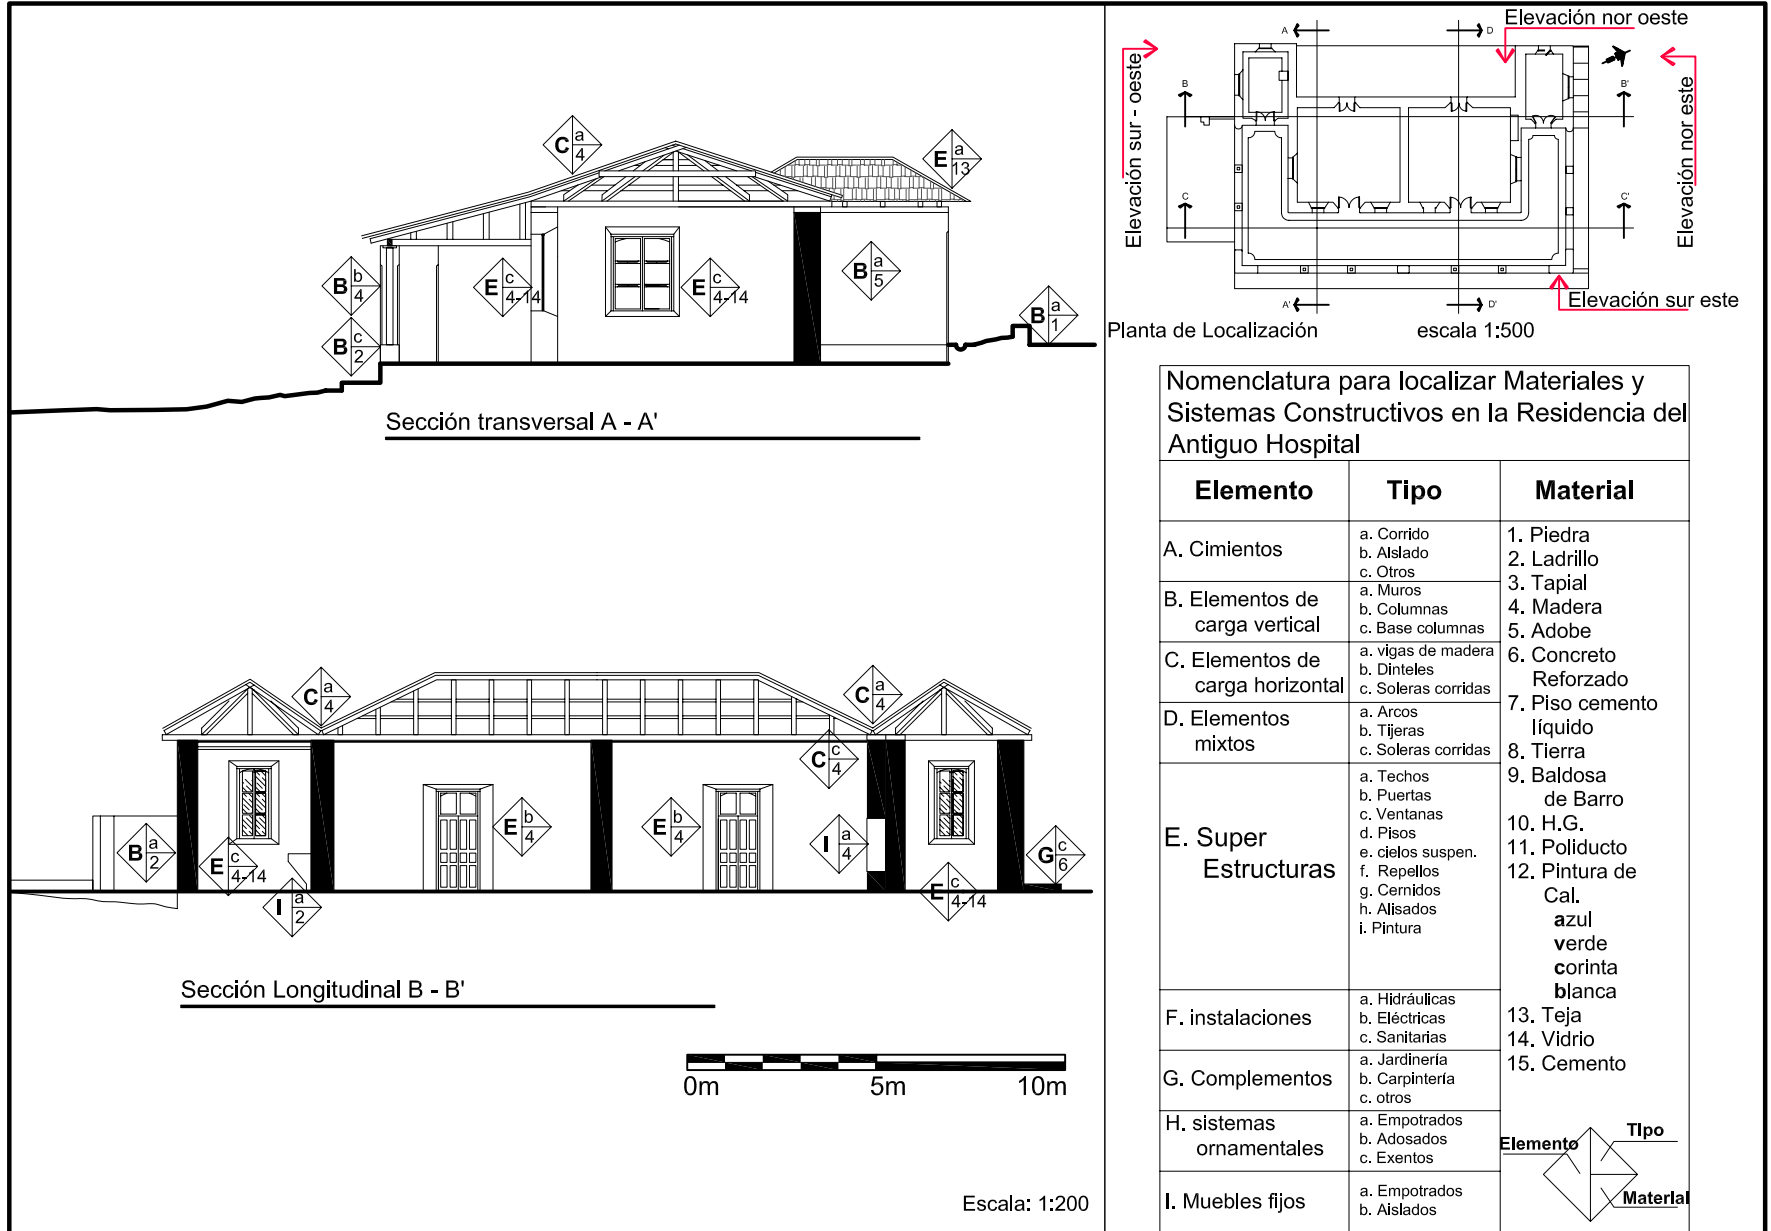 C a 4
E a 13
B b 4
E c 4-14
E c 4-14
B a 5
B c 2
B a 1
Sección transversal A - A'
C a 4
C a 4
C c 4
E b 4
E b 4
B a 2
E c 4-14
I a 4
G c 6
I a 2
E c 4-14
Sección Longitudinal B - B'
0m 5m 10m
Escala: 1:200
Elevación nor oeste
A D
Elevación sur - oeste
B B'
C C'
Elevación nor este
A' D'
Elevación sur este
Planta de Localización escala 1:500
Nomenclatura para localizar Materiales y
Sistemas Constructivos en la Residencia del
Antiguo Hospital
Elemento Tipo Material
A. Cimientos
a. Corrido
b. Aislado
c. Otros
B. Elementos de
carga vertical
a. Muros
b. Columnas
c. Base columnas
C. Elementos de
carga horizontal
a. vigas de madera
b. Dinteles
c. Soleras corridas
D. Elementos
mixtos
a. Arcos
b. Tijeras
c. Soleras corridas
E. Super
Estructuras
a. Techos
b. Puertas
c. Ventanas
d. Pisos
e. cielos suspen.
f. Repellos
g. Cernidos
h. Alisados
i. Pintura
F. instalaciones
a. Hidráulicas
b. Eléctricas
c. Sanitarias
G. Complementos
a. Jardinería
b. Carpintería
c. otros
H. sistemas
ornamentales
a. Empotrados
b. Adosados
c. Exentos
I. Muebles fijos
a. Empotrados
b. Aislados
1. Piedra
2. Ladrillo
3. Tapial
4. Madera
5. Adobe
6. Concreto
Reforzado
7. Piso cemento
líquido
8. Tierra
9. Baldosa
de Barro
10. H.G.
11. Poliducto
12. Pintura de
Cal.
azul
verde
corinta
blanca
13. Teja
14. Vidrio
15. Cemento
Elemento
Tipo
Material